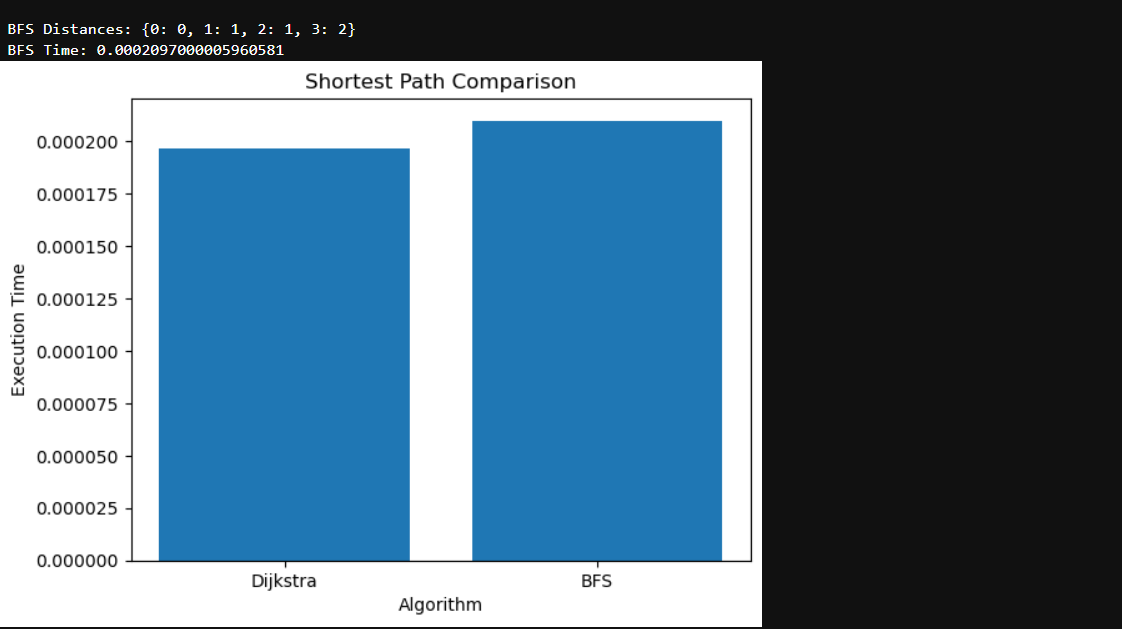 BFS Distances: {0: 0, 1: 1, 2: 1, 3: 2}
BFS Time: 0.0002097000005960581
Shortest Path Comparison
0.000200
0.000175
0.000150
0.000125
0.000100
0.000075
0.000050
0.000025
0.000000
Execution Time
Dijkstra
BFS
Algorithm